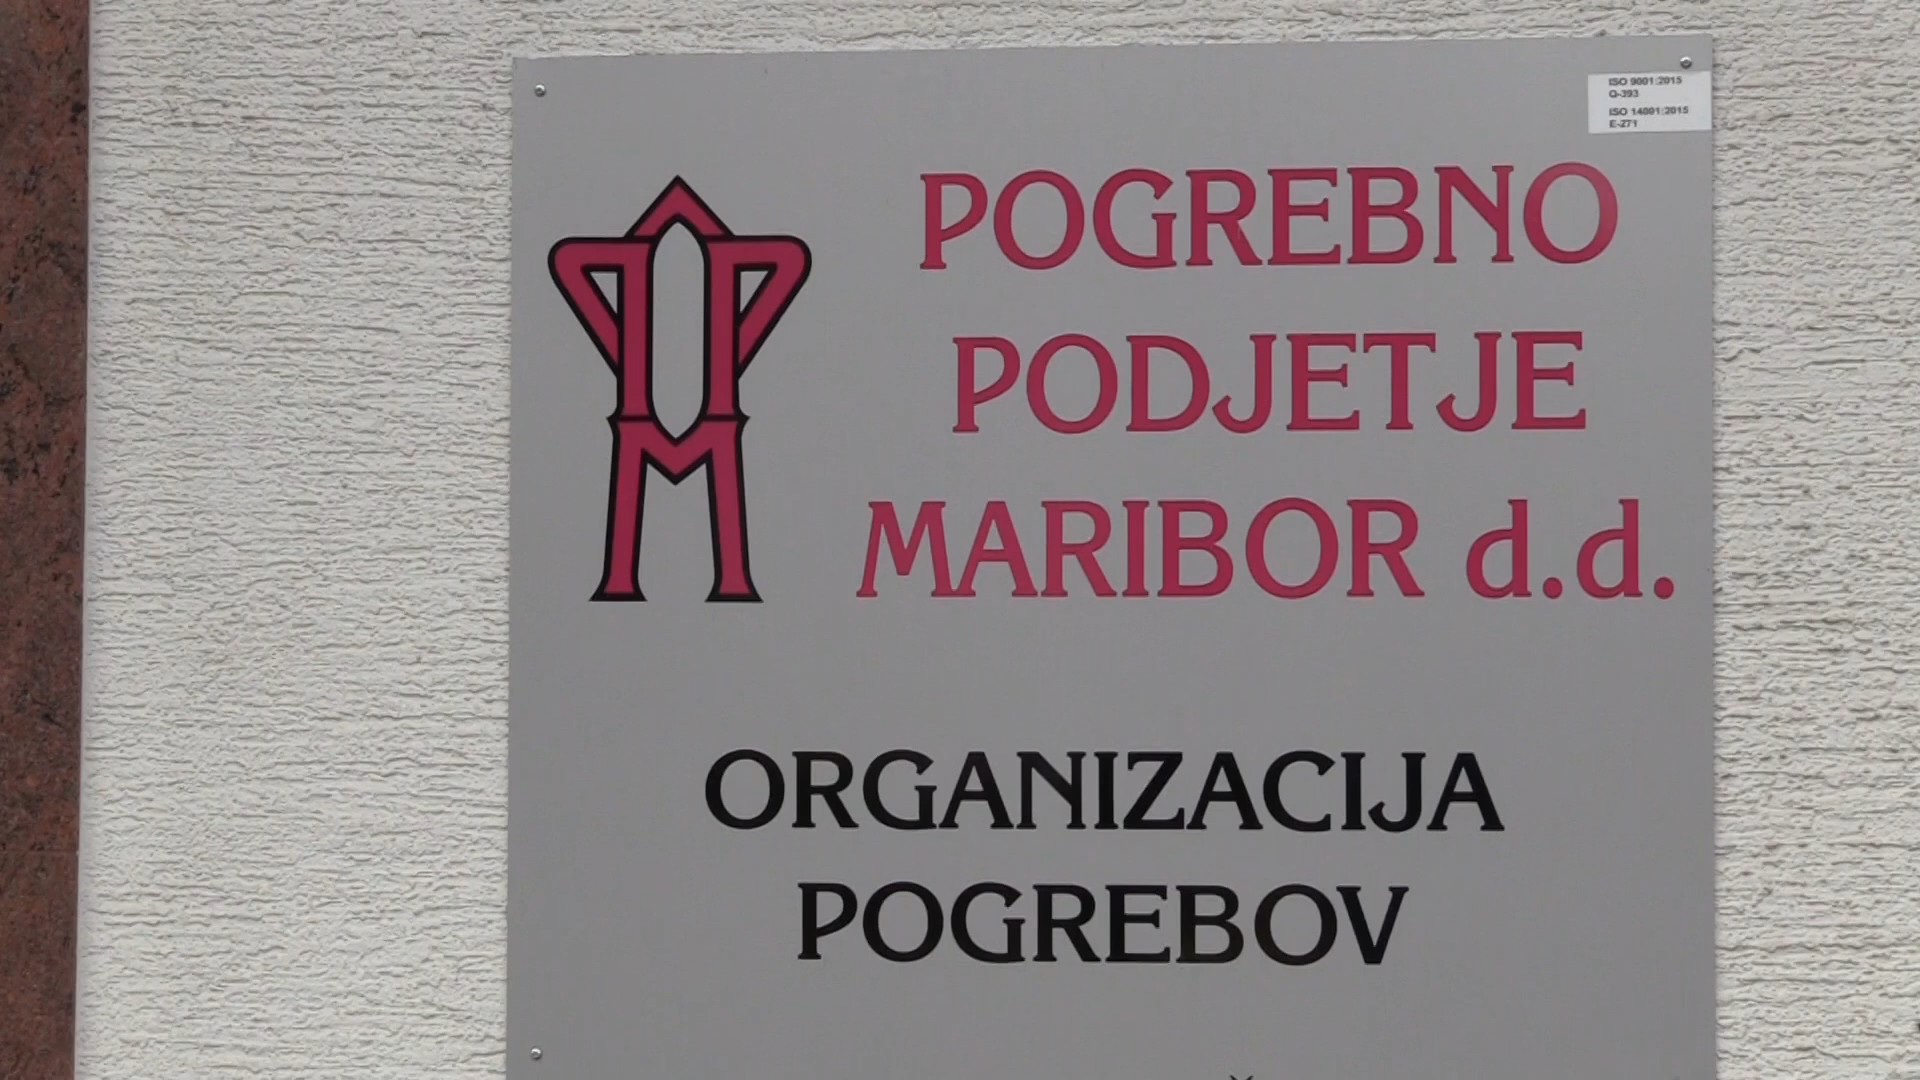 ISO 9001:2015
Q-393
ISO 14001:2015
E-271
POGREBNO
PODJETJE
MARIBOR d.d.
ORGANIZACIJA
POGREBOV